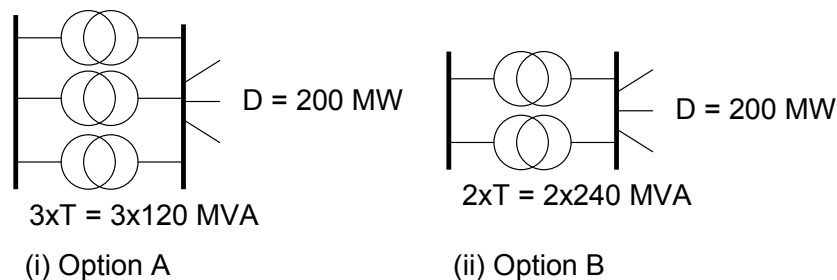 D = 200 MW
3xT = 3x120 MVA
(i) Option A
D = 200 MW
2xT = 2x240 MVA
(ii) Option B